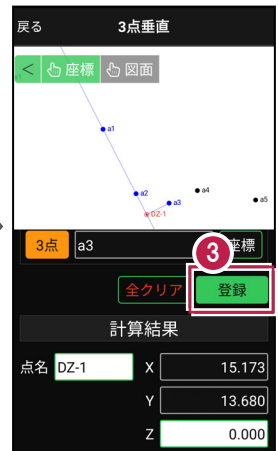 戻る 3点垂直
< 座標 図面
a1
a1
a2
a3
a4
a5
DZ-1
3点 a3 座標
3
全クリア 登録
計算結果
点名 DZ-1 X 15.173
Y 13.680
Z 0.000